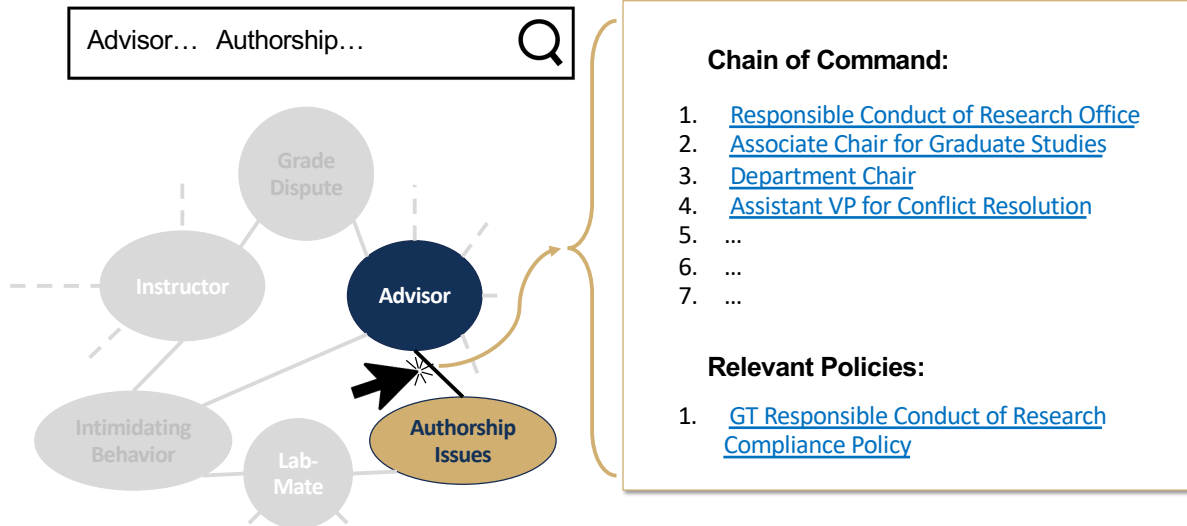 Advisor… Authorship…
Grade
Dispute
Instructor
Advisor
Intimidating
Behavior
Lab-
Mate
Authorship
Issues
Chain of Command:
1. Responsible Conduct of Research Office
2. Associate Chair for Graduate Studies
3. Department Chair
4. Assistant VP for Conflict Resolution
5. …
6. …
7. …
Relevant Policies:
1. GT Responsible Conduct of Research
Compliance Policy